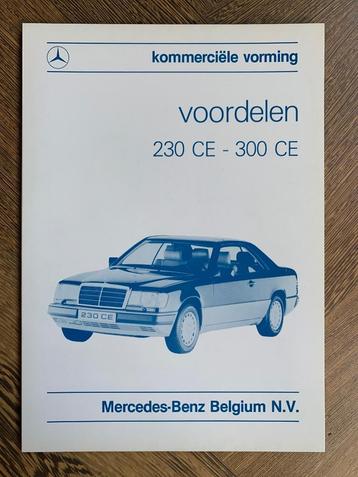 kommerciële vorming
voordelen
230 CE - 300 CE
230 CE
Mercedes-Benz Belgium N.V.